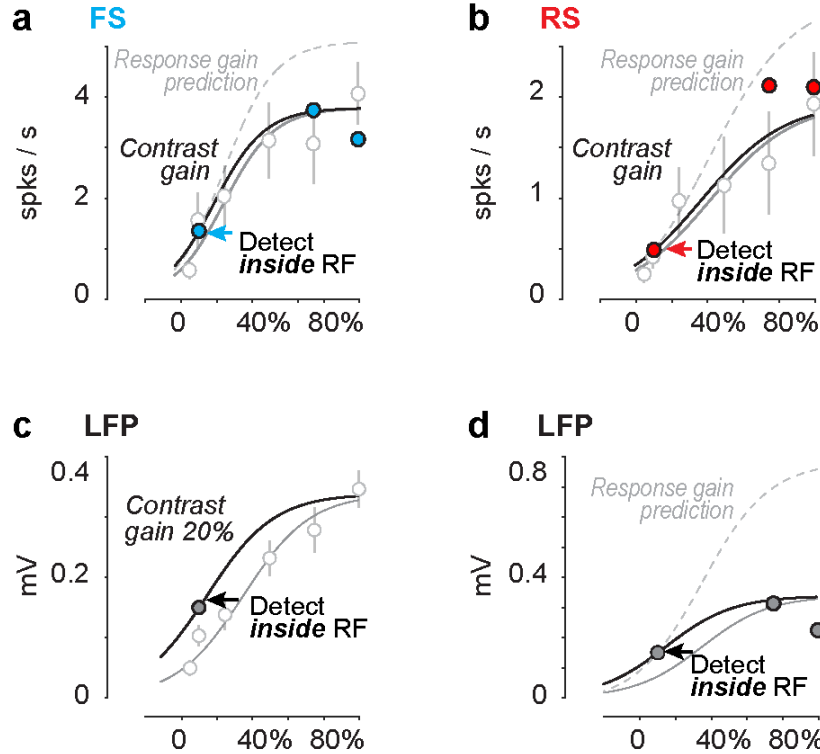 a FS
4
2
0
spks / s
Response gain
prediction
Contrast
gain
Detect
inside RF
0 40% 80%
b RS
2
1
0
spks / s
Response gain
prediction
Contrast
gain
Detect
inside RF
0 40% 80%
c LFP
0.4
0.2
0
mV
Contrast
gain 20%
Detect
inside RF
0 40% 80%
d LFP
0.8
0.4
0
mV
Response gain
prediction
Detect
inside RF
0 40% 80%